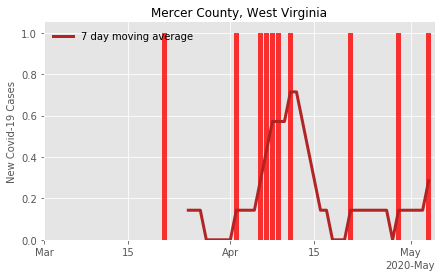 Mercer County, West Virginia
7 day moving average
New Covid-19 Cases
1.0
0.8
0.6
0.4
0.2
0.0
Mar
15
Apr
15
May
2020-May